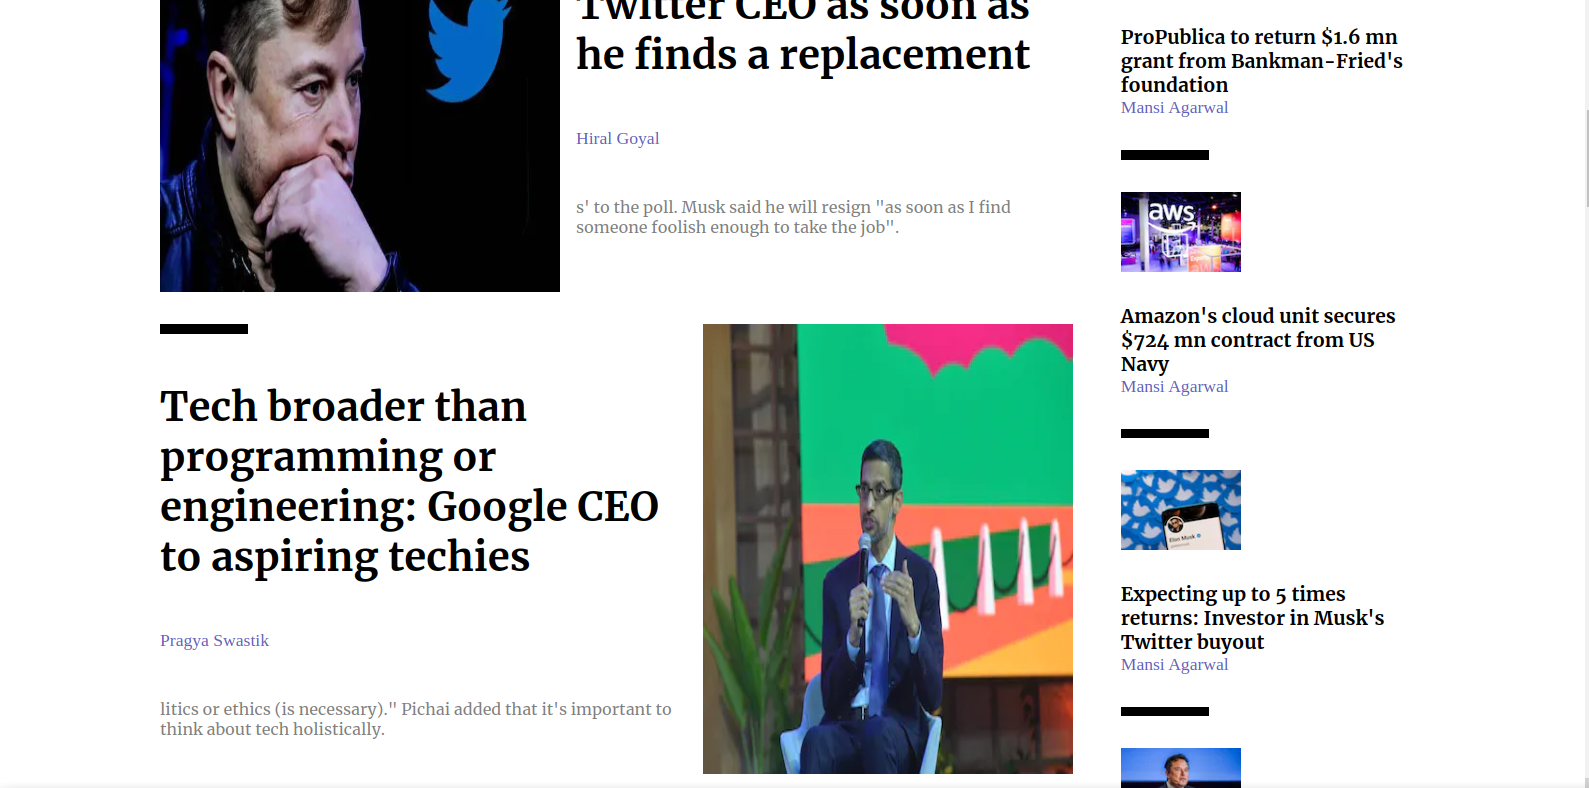 Twitter CEO as soon as
he finds a replacement
Hiral Goyal
s' to the poll. Musk said he will resign "as soon as I find
someone foolish enough to take the job".
Tech broader than
programming or
engineering: Google CEO
to aspiring techies
Pragya Swastik
litics or ethics (is necessary)." Pichai added that it's important to
think about tech holistically.
ProPublica to return $1.6 mn
grant from Bankman-Fried's
foundation
Mansi Agarwal
aws
Amazon's cloud unit secures
$724 mn contract from US
Navy
Mansi Agarwal
Elon Musk
Expecting up to 5 times
returns: Investor in Musk's
Twitter buyout
Mansi Agarwal